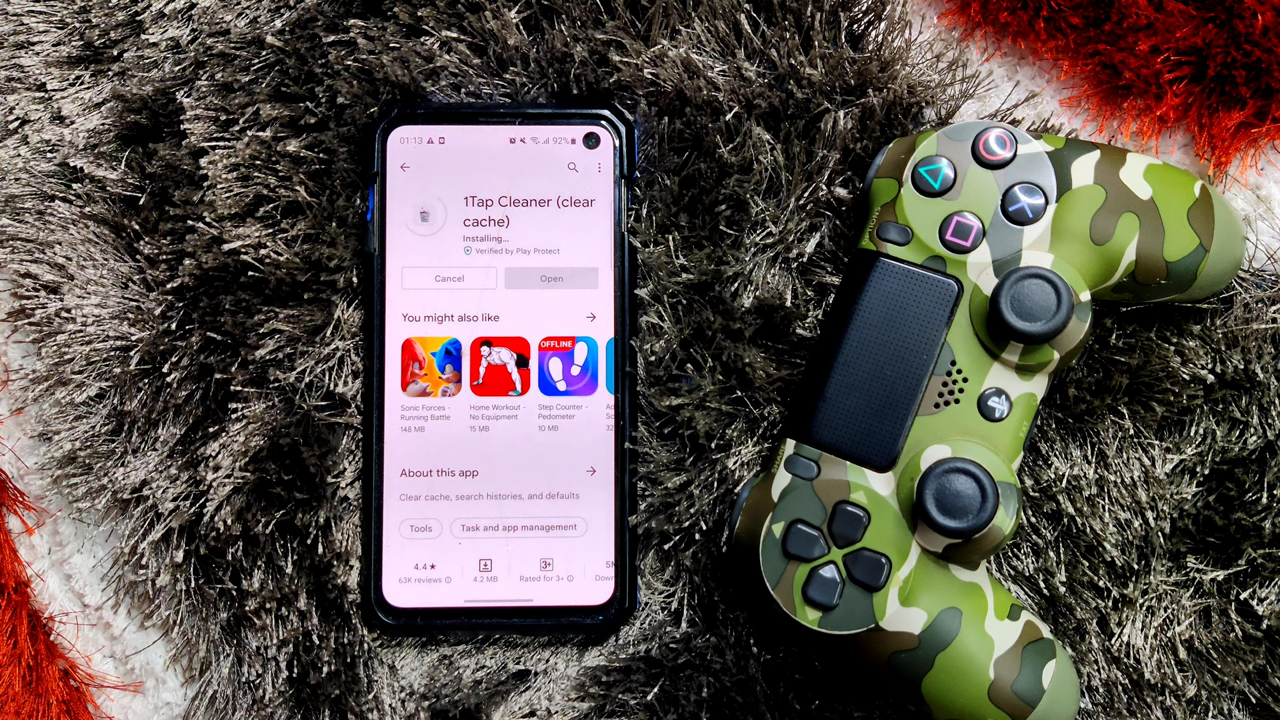 01:13 92%
1Tap Cleaner (clear
cache)
Installing...
Verified by Play Protect
Cancel Open
You might also like
OFFLINE
Sonic Forces - Home Workout - Step Counter -
Running Battle No Equipment Pedometer
148 MB 15 MB 10 MB
About this app
Clear cache, search histories, and defaults
Tools Task and app management
4.4★ 3+
63K reviews 4.2 MB Rated for 3+
OPTIONS